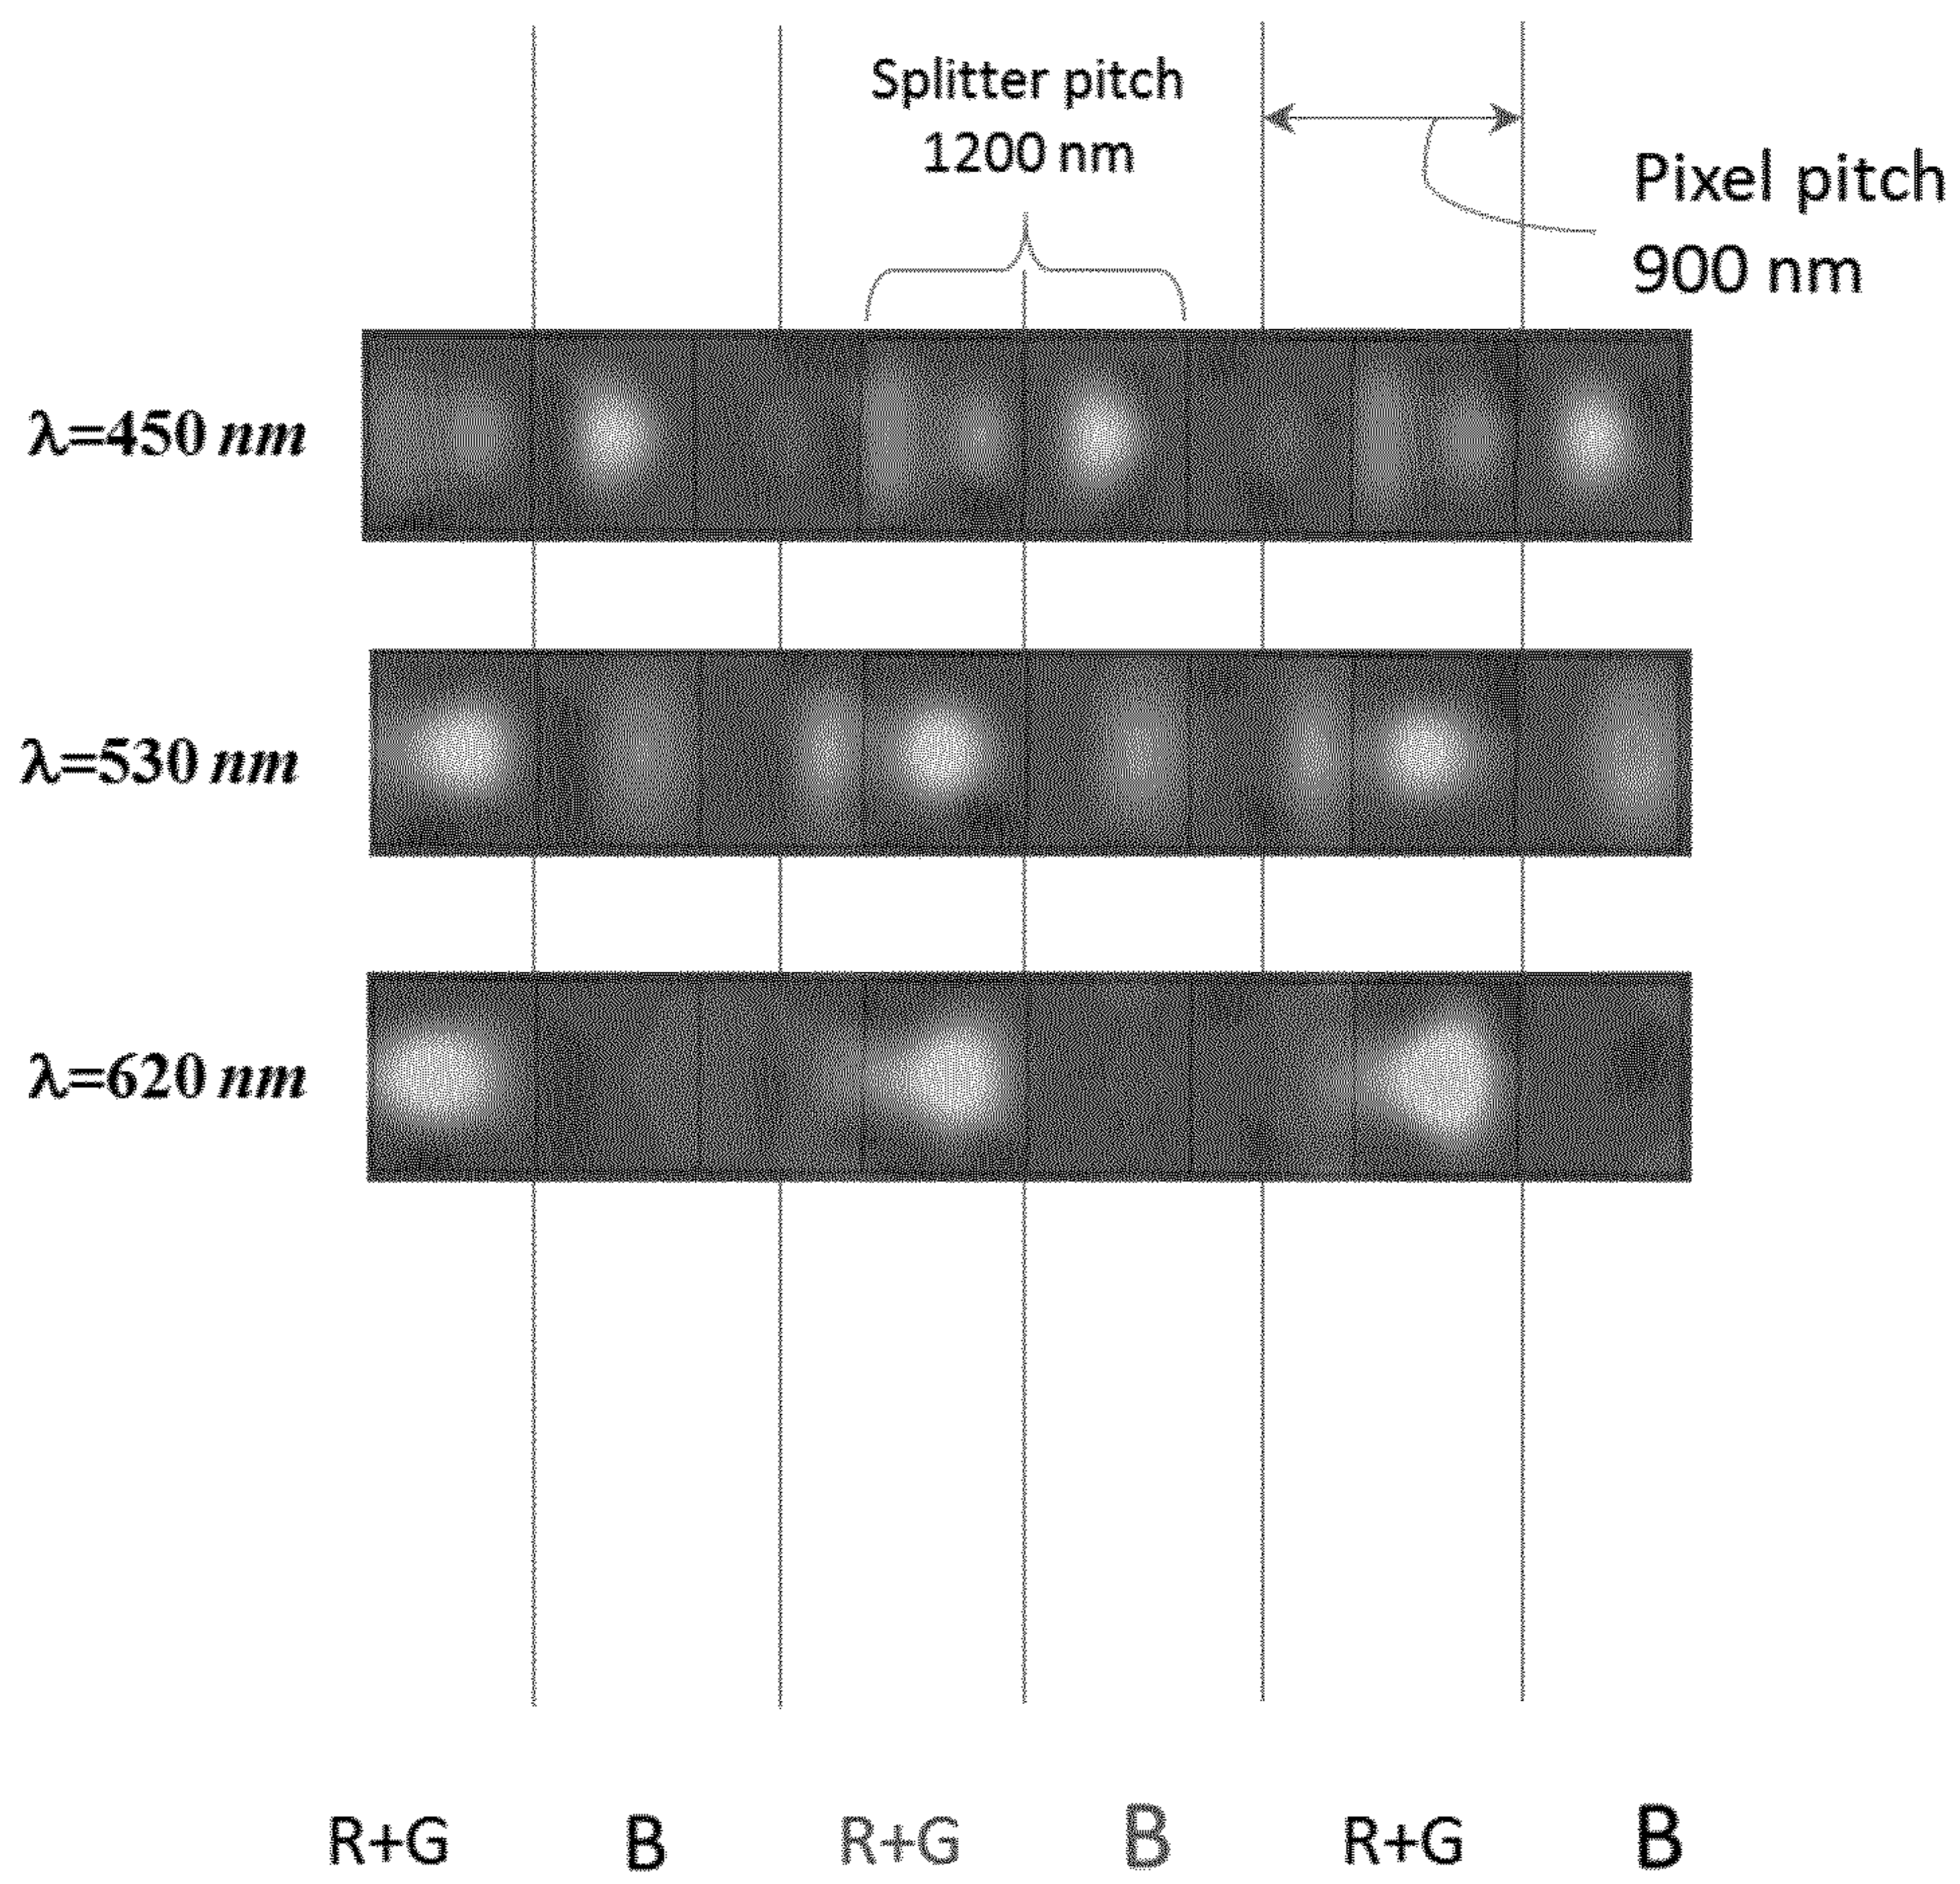 Splitter pitch
1200 nm
Pixel pitch
900 nm
λ=450 nm
λ=530 nm
λ=620 nm
R+G B R+G B R+G B